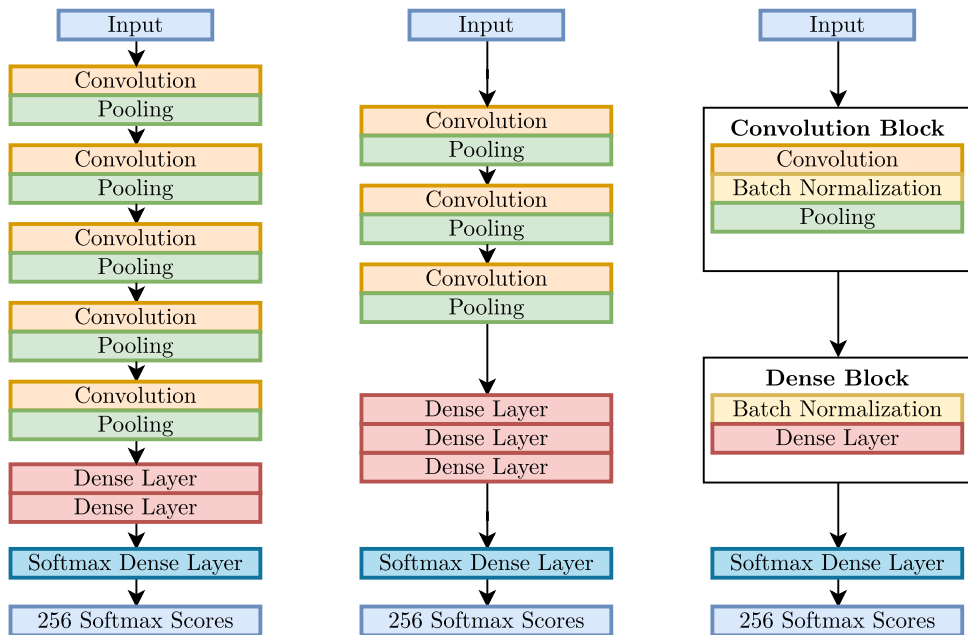 Input
Convolution
Pooling
Convolution
Pooling
Convolution
Pooling
Convolution
Pooling
Convolution
Pooling
Dense Layer
Dense Layer
Softmax Dense Layer
256 Softmax Scores
Input
Convolution
Pooling
Convolution
Pooling
Convolution
Pooling
Dense Layer
Dense Layer
Dense Layer
Softmax Dense Layer
256 Softmax Scores
Input
Convolution Block
Convolution
Batch Normalization
Pooling
Dense Block
Batch Normalization
Dense Layer
Softmax Dense Layer
256 Softmax Scores